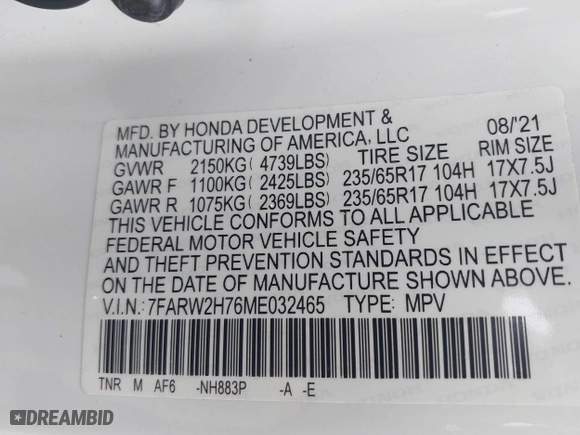 MFD. BY HONDA DEVELOPMENT &
MANUFACTURING OF AMERICA, LLC 08/'21
GVWR 2150KG( 4739LBS) TIRE SIZE RIM SIZE
GAWR F 1100KG( 2425LBS) 235/65R17 104H 17X7.5J
GAWR R 1075KG( 2369LBS) 235/65R17 104H 17X7.5J
THIS VEHICLE CONFORMS TO ALL APPLICABLE
FEDERAL MOTOR VEHICLE SAFETY
AND THEFT PREVENTION STANDARDS IN EFFECT
ON THE DATE OF MANUFACTURE SHOWN ABOVE.
V.I.N.:7FARW2H76ME032465 TYPE: MPV
TNR M AF6 -NH883P -A -E
DREAMBID